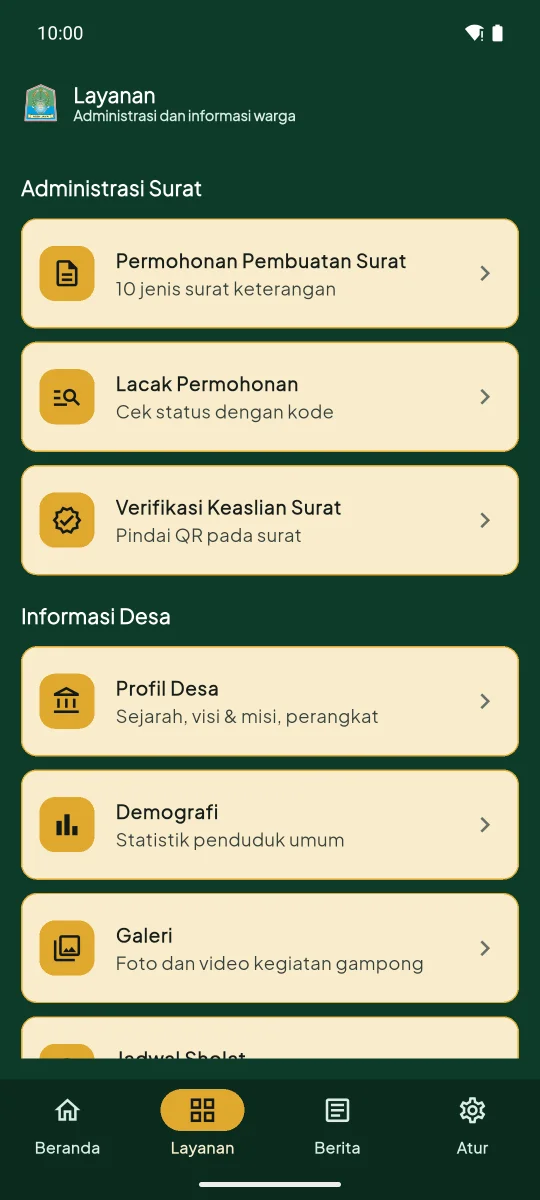 10:00
Layanan
Administrasi dan informasi warga
Administrasi Surat
Permohonan Pembuatan Surat
10 jenis surat keterangan
Lacak Permohonan
Cek status dengan kode
Verifikasi Keaslian Surat
Pindai QR pada surat
Informasi Desa
Profil Desa
Sejarah, visi & misi, perangkat
Demografi
Statistik penduduk umum
Galeri
Foto dan video kegiatan gampong
Jadwal Sholat
Beranda
Layanan
Berita
Atur